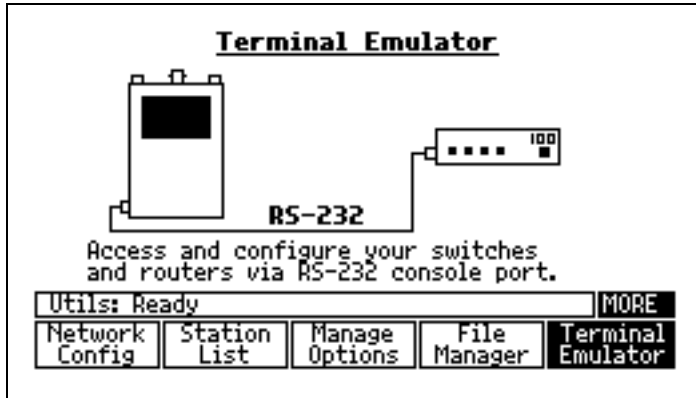 Terminal Emulator
100
RS-232
Access and configure your switches
and routers via RS-232 console port.
Utils: Ready MORE
Network Config Station List Manage Options File Manager Terminal Emulator